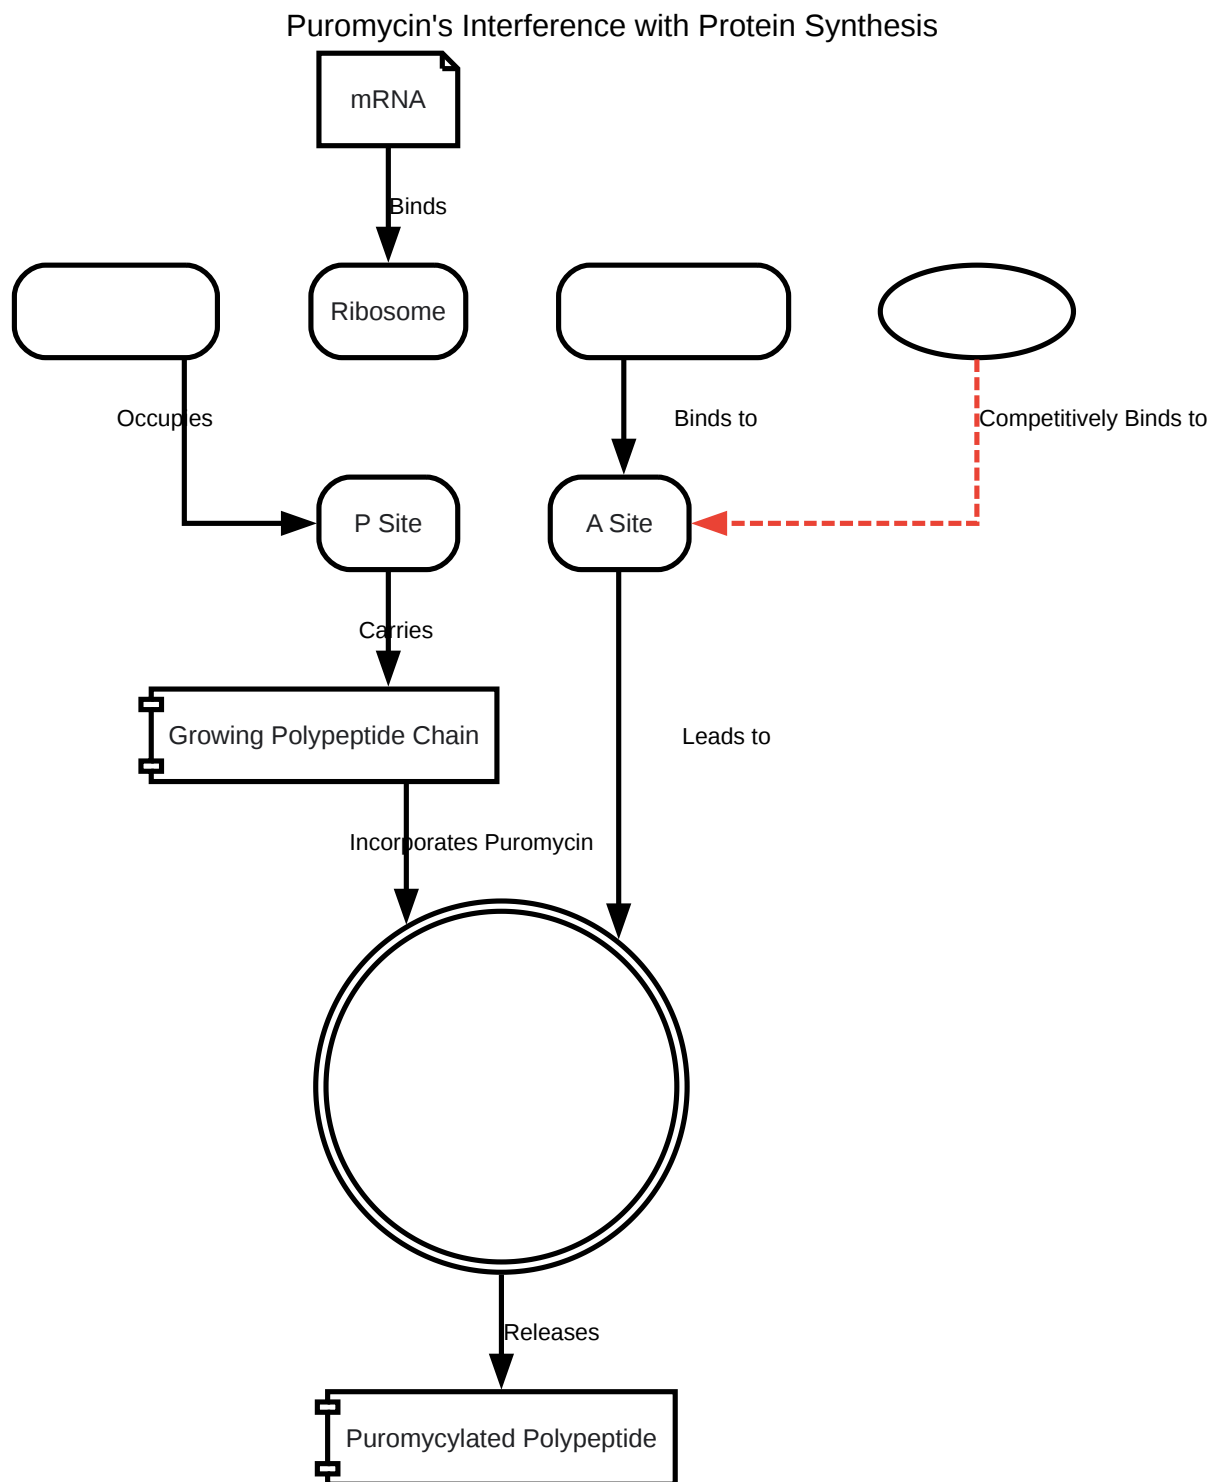 Puromycin's Interference with Protein Synthesis
mRNA
Binds
Ribosome
Occupies
Binds to
Competitively Binds to
P Site
A Site
Carries
Growing Polypeptide Chain
Leads to
Incorporates Puromycin
Releases
Puromycylated Polypeptide